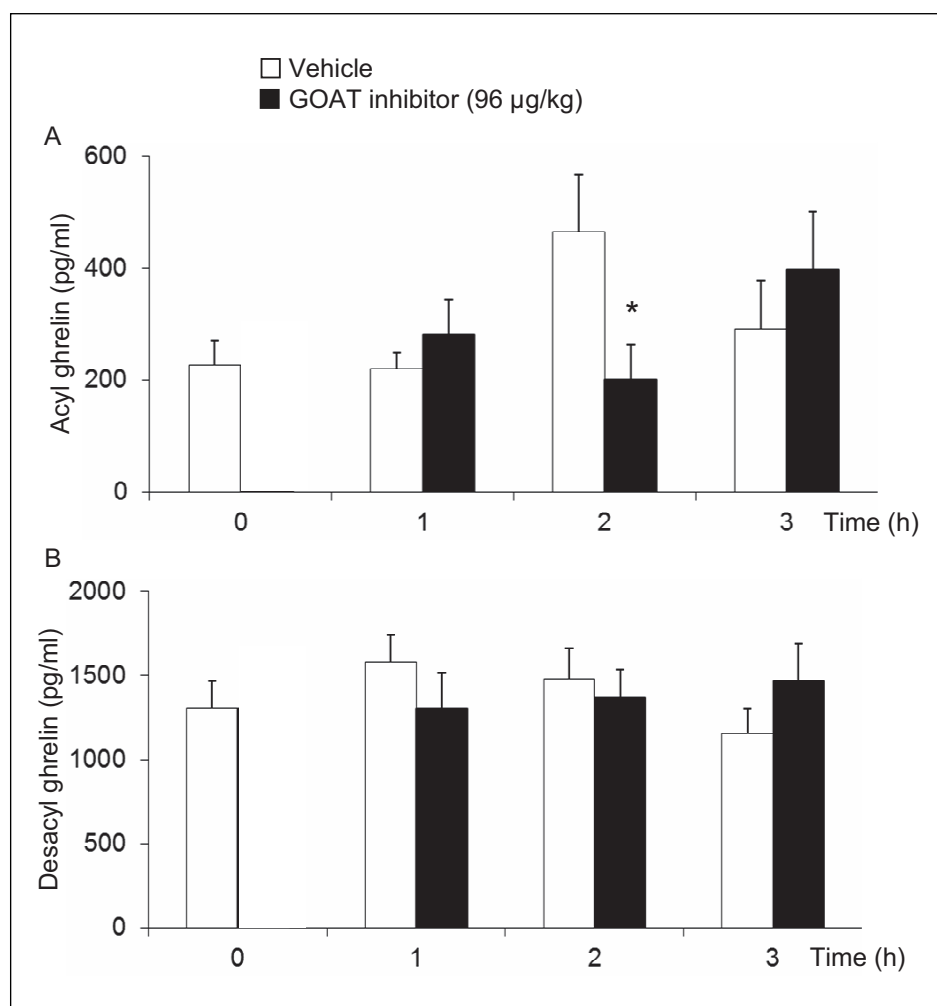 Vehicle
GOAT inhibitor (96 µg/kg)
A
600
400
200
0
Acyl ghrelin (pg/ml)
*
0 1 2 3 Time (h)
B
2000
1500
1000
500
0
Desacyl ghrelin (pg/ml)
0 1 2 3 Time (h)